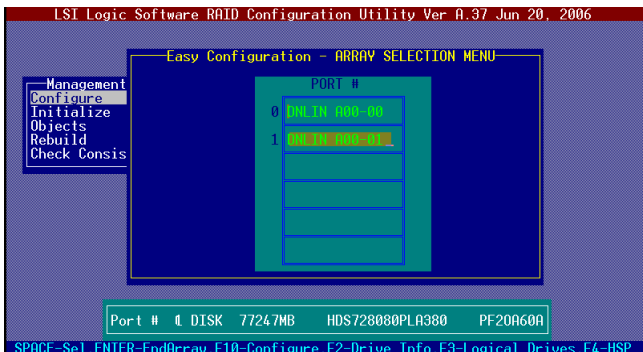 LSI Logic Software RAID Configuration Utility Ver A.37 Jun 20, 2006
Easy Configuration - ARRAY SELECTION MENU
Management
Configure
Initialize
Objects
Rebuild
Check Consis
PORT #
0 ONLIN A00-00
1 ONLIN A00-01
Port # 1 DISK 77247MB HDS728080PLA380 PF2OA60A
SPACE-Sel ENTER-EndArray F10-Configure F2-Drive Info F3-Logical Drives F4-HSP